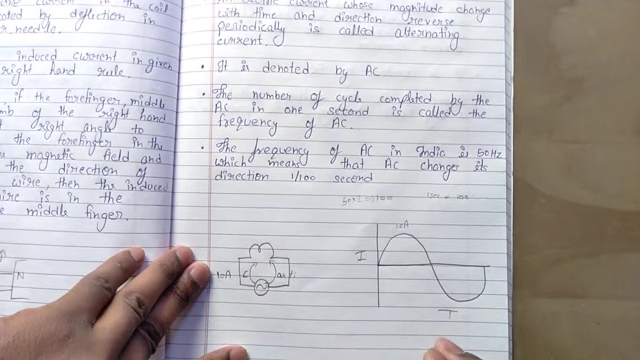 in the coil
by deflection in
needle.
induced current in given
right hand rule.
if the forefinger, middle
of the right hand
right angle to
the forefinger in the
magnetic field and
the direction of
wire, then the induced
is in the
middle finger.
N
current whose magnitude change
with time and direction reverse
periodically is called alternating
current.
• It is denoted by AC
• The number of cycle completed by the
AC in one second is called the
frequency of AC.
• The frequency of AC in India is 50Hz
which means that AC changes its
direction 1/100 second
50×2=100
10A
I
10A
T